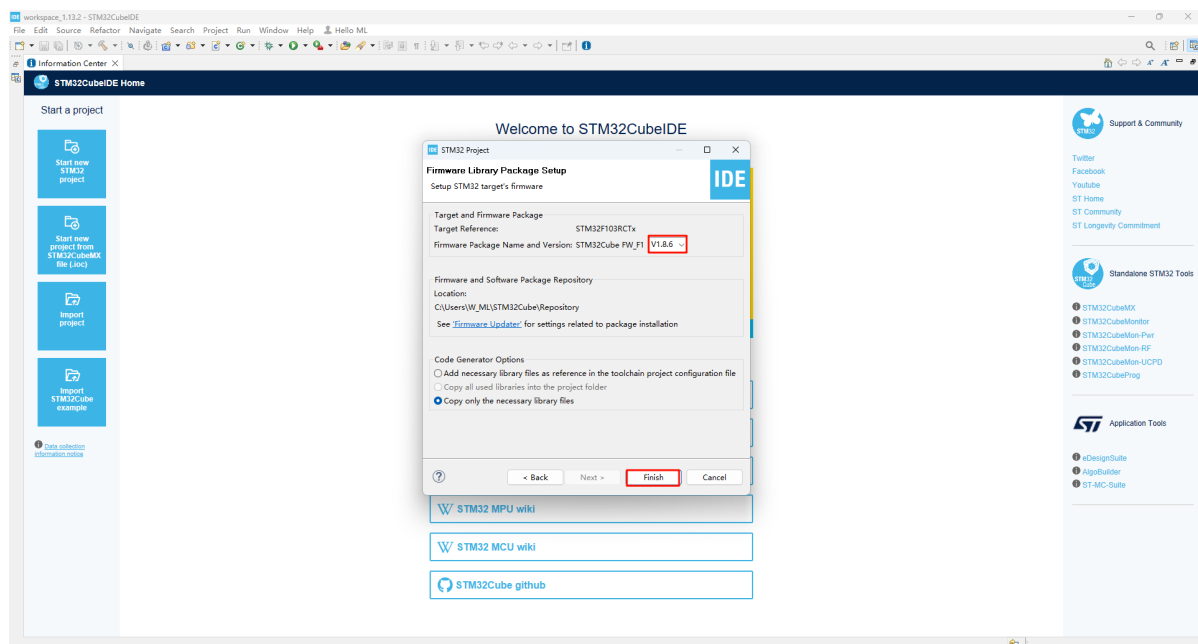 IDE workspace_1.13.2 - STM32CubeIDE
File Edit Source Refactor Navigate Search Project Run Window Help Hello ML
Information Center
STM32CubeIDE Home
Start a project
Start new
STM32
project
Start new
project from
STM32CubeMX
file (.ioc)
Import
project
Import
STM32Cube
example
Data collection
information notice
Welcome to STM32CubeIDE
IDE STM32 Project
Firmware Library Package Setup
Setup STM32 target's firmware
IDE
Target and Firmware Package
Target Reference: STM32F103RCTx
Firmware Package Name and Version: STM32Cube FW_F1 V1.8.6
Firmware and Software Package Repository
Location:
C:\Users\W_ML\STM32Cube\Repository
See 'Firmware Updater' for settings related to package installation
Code Generator Options
Add necessary library files as reference in the toolchain project configuration file
Copy all used libraries into the project folder
Copy only the necessary library files
? < Back Next > Finish Cancel
STM32 MPU wiki
STM32 MCU wiki
STM32Cube github
STM32
Support & Community
Twitter
Facebook
Youtube
ST Home
ST Community
ST Longevity Commitment
STM32
Cube
Standalone STM32 Tools
STM32CubeMX
STM32CubeMonitor
STM32CubeMon-Pwr
STM32CubeMon-RF
STM32CubeMon-UCPD
STM32CubeProg
Application Tools
eDesignSuite
AlgoBuilder
ST-MC-Suite